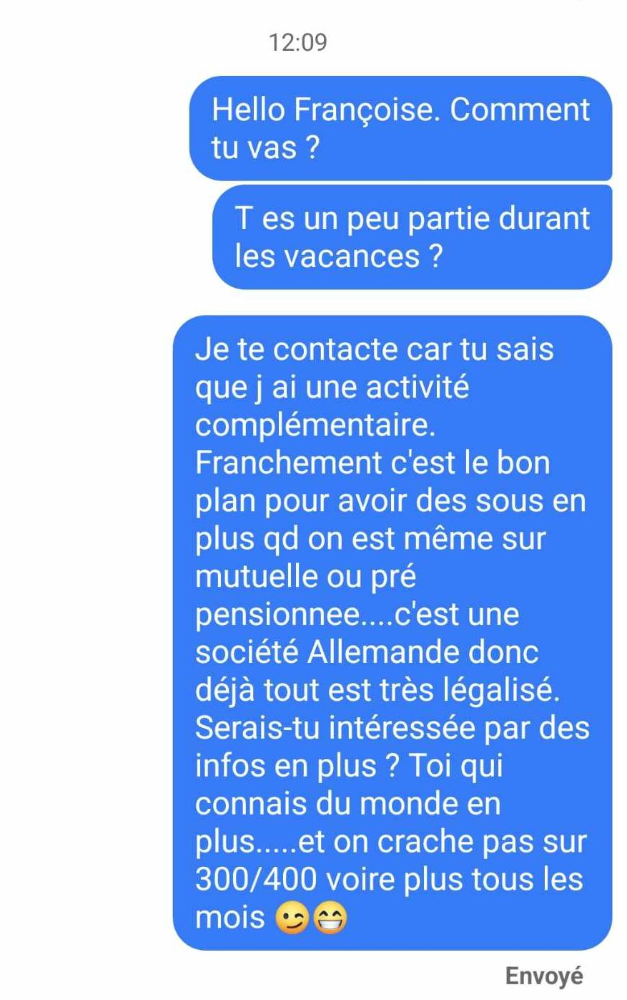 12:09
Hello Françoise. Comment
tu vas ?
T es un peu partie durant
les vacances ?
Je te contacte car tu sais
que j ai une activité
complémentaire.
Franchement c'est le bon
plan pour avoir des sous en
plus qd on est même sur
mutuelle ou pré
pensionnee....c'est une
société Allemande donc
déjà tout est très légalisé.
Serais-tu intéressée par des
infos en plus ? Toi qui
connais du monde en
plus.....et on crache pas sur
300/400 voire plus tous les
mois 😉😁
Envoyé